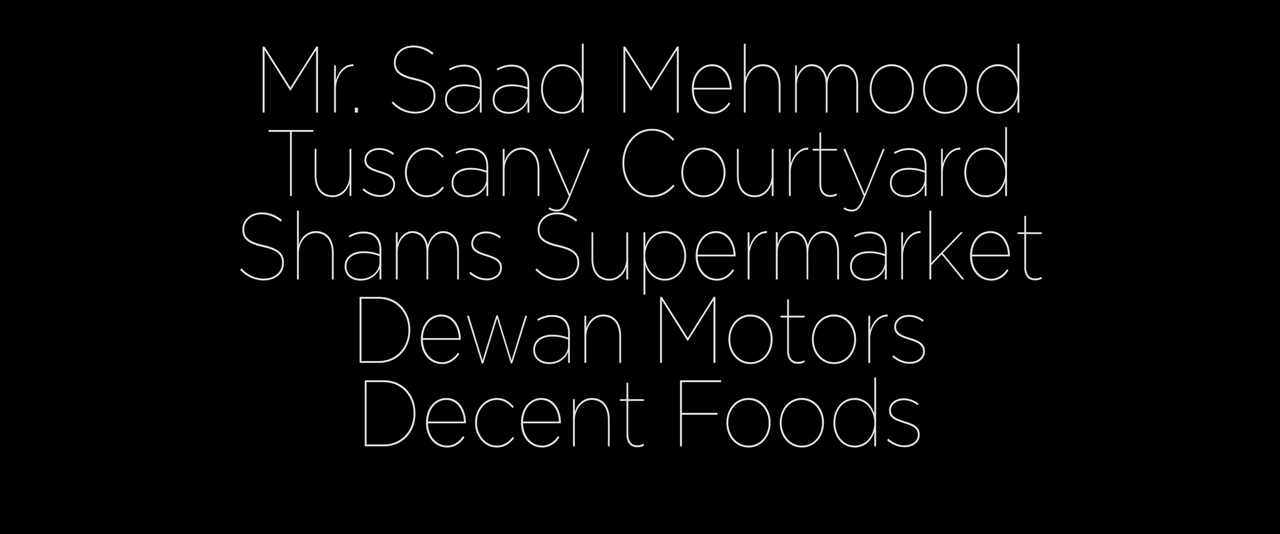 Mr. Saad Mehmood
Tuscany Courtyard
Shams Supermarket
Dewan Motors
Decent Foods